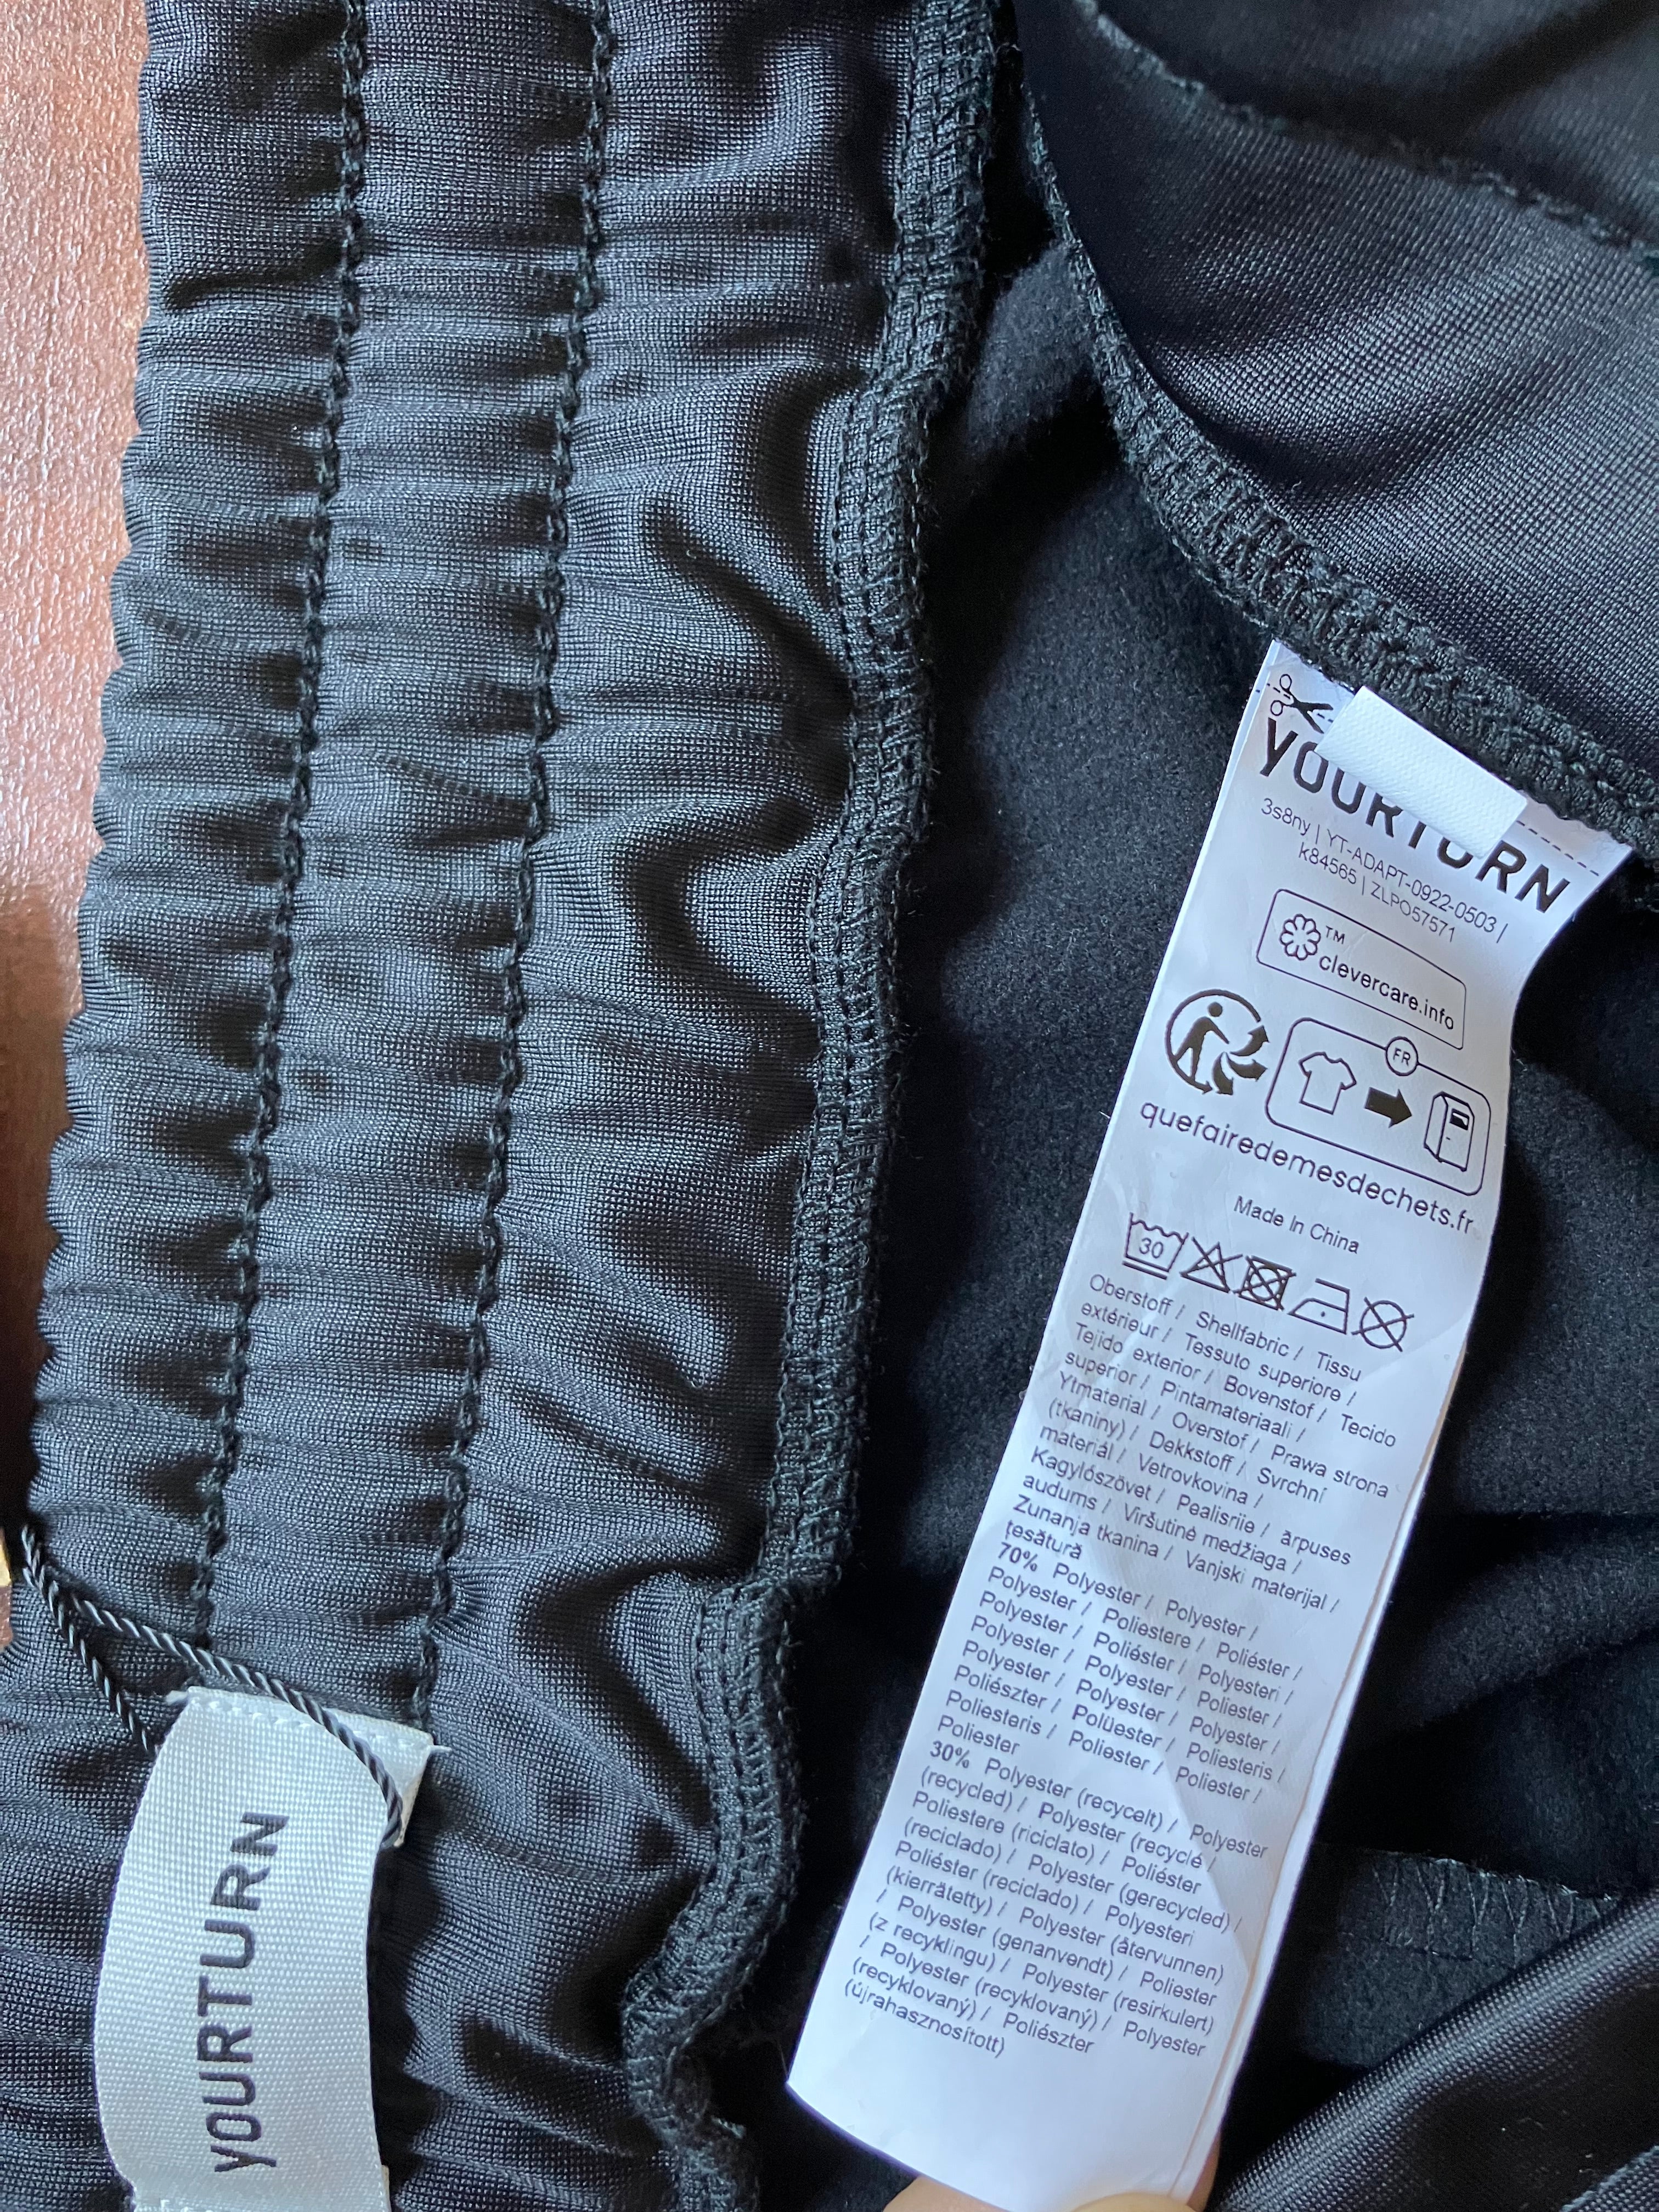 YOURTURN
3s8ny | YT-ADAPT-0922-0503 |
k84565 | ZLPO57571
TM
clevercare.info
FR
quefairedemesdechets.fr
Made In China
30
Oberstoff / Shellfabric / Tissu
extérieur / Tessuto superiore /
Tejido exterior / Bovenstof / Tecido
superior / Pintamateriaali /
Ytmaterial / Overstof / Prawa strona
(tkaniny) / Dekkstoff / Svrchní
materiál / Vetrovkovina /
Kagylószövet / Pealisriie / ārpuses
audums / Viršutinė medžiaga /
Zunanja tkanina / Vanjski materijal /
țesătură
70% Polyester / Polyester /
Polyester / Poliestere / Poliéster /
Polyester / Poliéster / Polyesteri /
Polyester / Polyester / Poliester /
Polyester / Polyester / Polyester /
Poliészter / Polüester / Poliesteris /
Poliesteris / Poliester / Poliester /
Poliester
30% Polyester (recycelt) / Polyester
(recycled) / Polyester (recyclé /
Poliestere (riciclato) / Poliéster
(reciclado) / Polyester (gerecycled) /
Poliéster (reciclado) / Polyesteri
(kierrätetty) / Polyester (återvunnen)
/ Polyester (genanvendt) / Poliester
(z recyklingu) / Polyester (resirkulert)
/ Polyester (recyklovaný) / Polyester
(recyklovaný) / Poliészter
(újrahasznosított)
YOURTURN